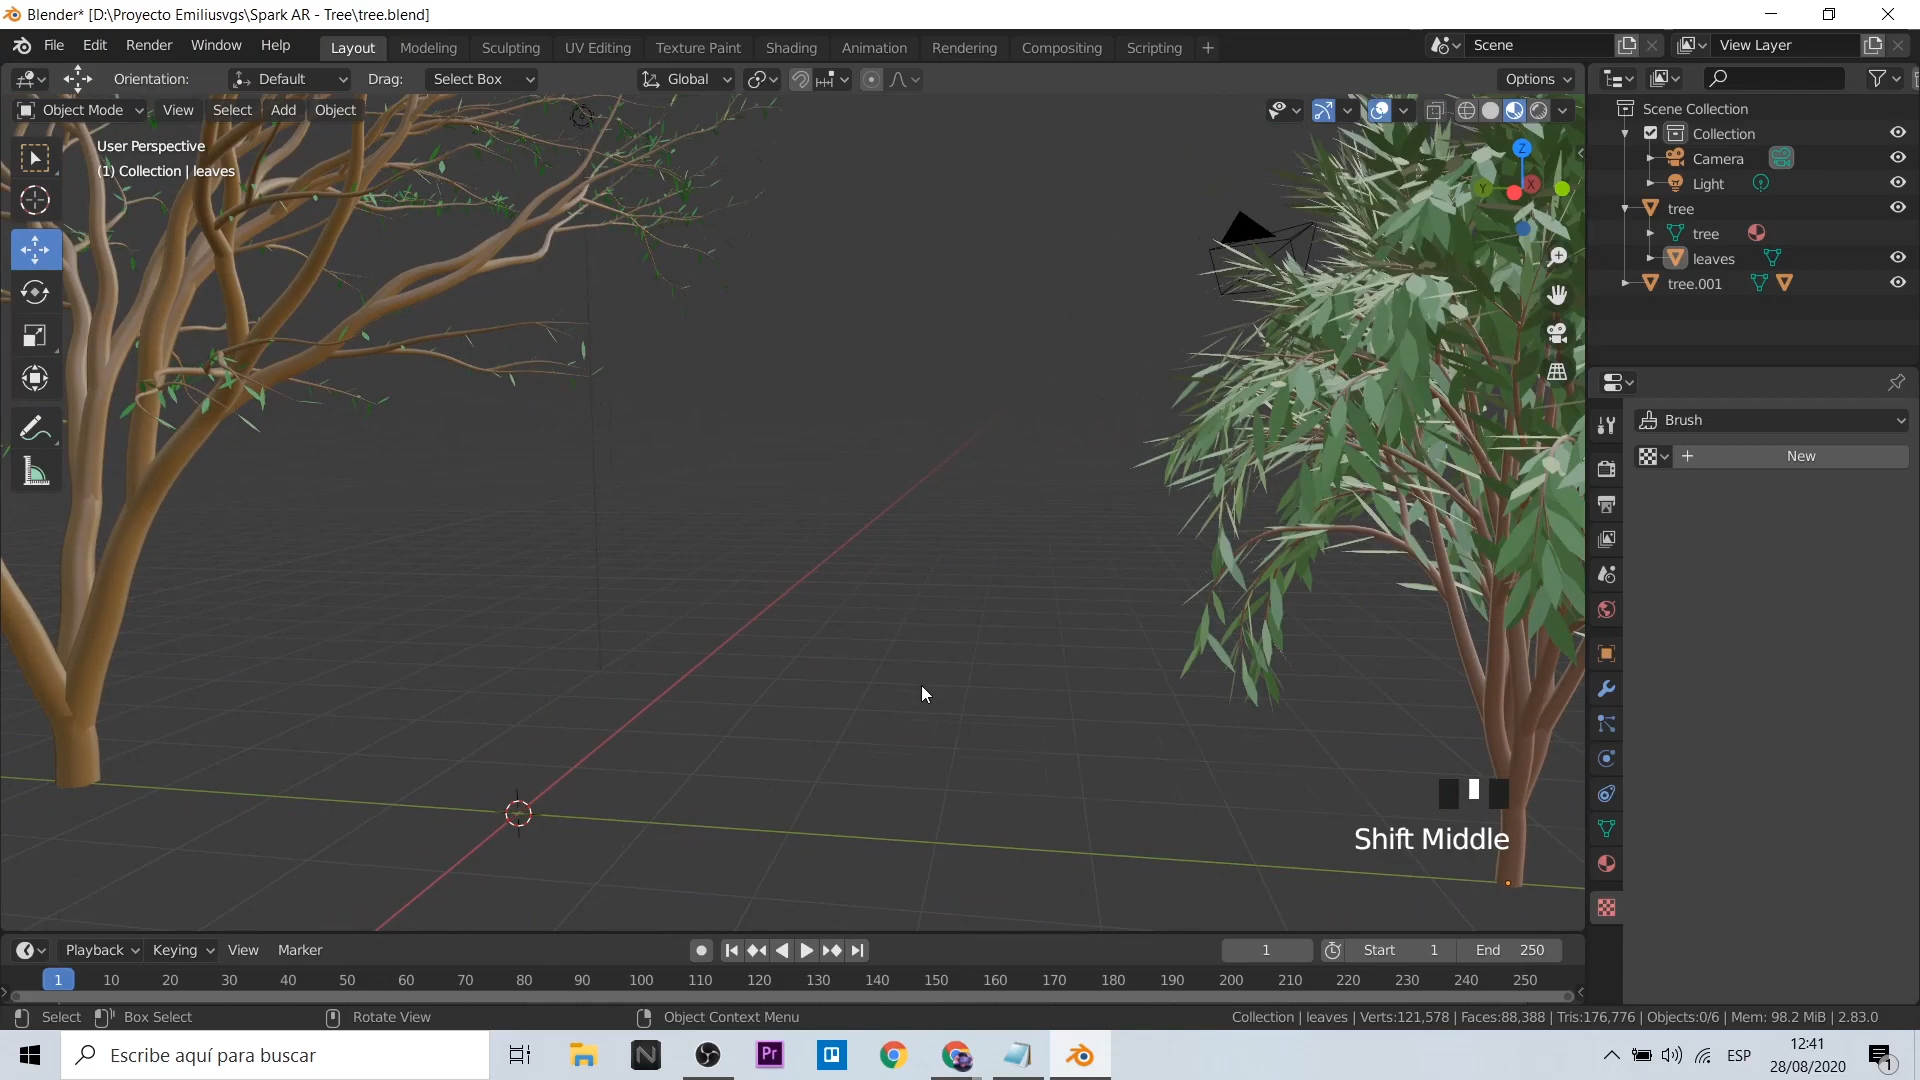 Blender* [D:\Proyecto Emiliusvgs\Spark AR - Tree\tree.blend]
File Edit Render Window Help Layout Modeling Sculpting UV Editing Texture Paint Shading Animation Rendering Compositing Scripting + Scene View Layer
Orientation: Default Drag: Select Box Global Options
Object Mode View Select Add Object
User Perspective
(1) Collection | leaves
Z
Y
X
Scene Collection
Collection
Camera
Light
tree
tree
leaves
tree.001
Brush
+ New
Shift Middle
Playback Keying View Marker 1 Start 1 End 250
1 10 20 30 40 50 60 70 80 90 100 110 120 130 140 150 160 170 180 190 200 210 220 230 240 250
Select Box Select Rotate View Object Context Menu Collection | leaves | Verts:121,578 | Faces:88,388 | Tris:176,776 | Objects:0/6 | Mem: 98.2 MiB | 2.83.0
Escribe aquí para buscar
N
Pr
ESP
12:41
28/08/2020
1